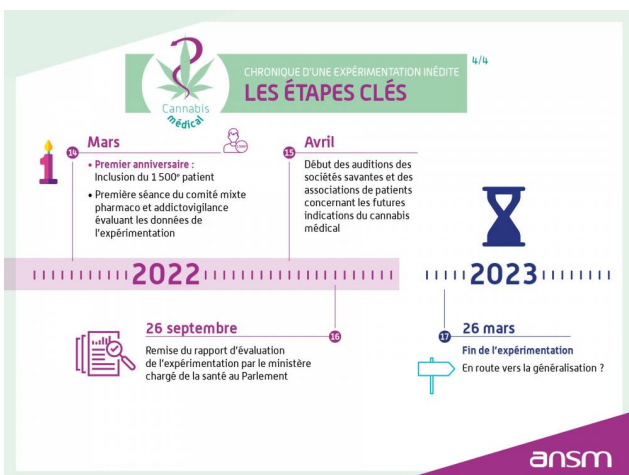 CHRONIQUE D'UNE EXPÉRIMENTATION INÉDITE
4/4
LES ÉTAPES CLÉS
Cannabis
médical
1
14
Mars
• Premier anniversaire :
Inclusion du 1 500e patient
• Première séance du comité mixte
pharmaco et addictovigilance
évaluant les données de
l'expérimentation
15
Avril
Début des auditions des
sociétés savantes et des
associations de patients
concernant les futures
indications du cannabis
médical
2022
2023
26 septembre
16
Remise du rapport d'évaluation
de l'expérimentation par le ministère
chargé de la santé au Parlement
17
26 mars
Fin de l'expérimentation
En route vers la généralisation ?
ansm